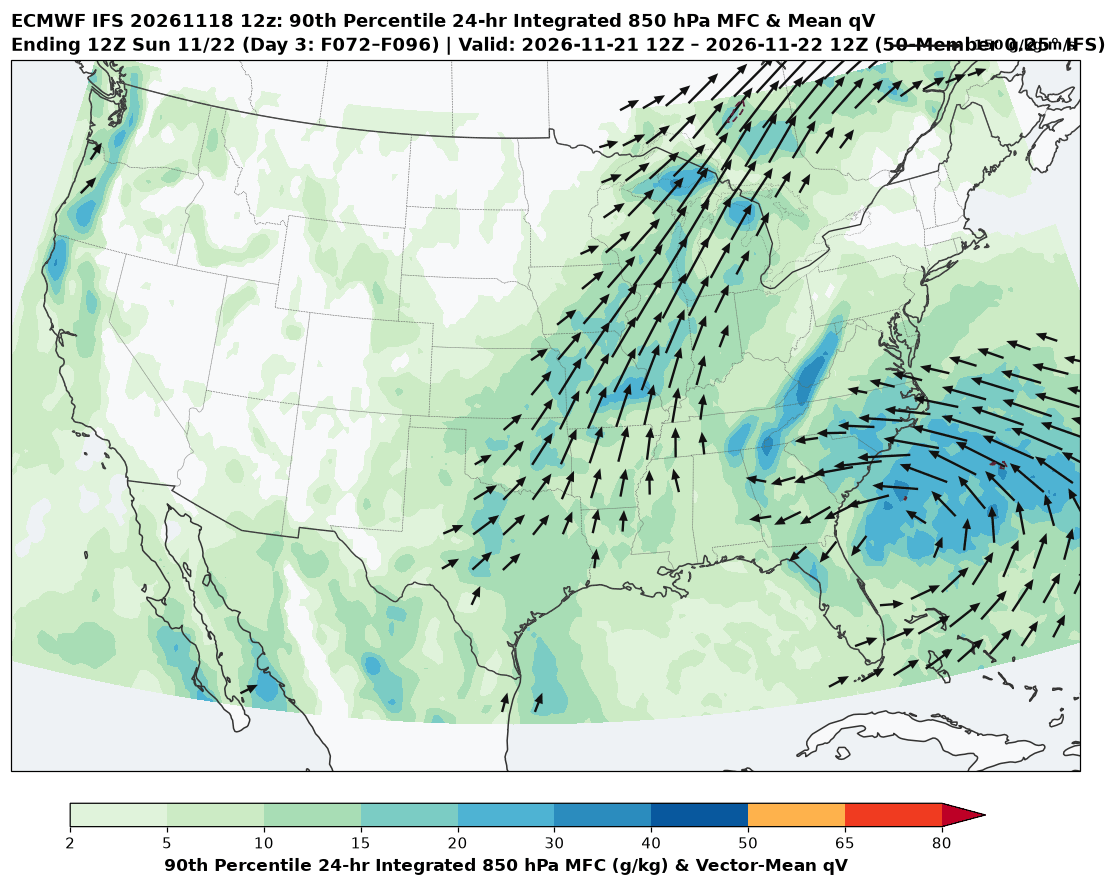 ECMWF IFS 20261118 12z: 90th Percentile 24-hr Integrated 850 hPa MFC & Mean qV
Ending 12Z Sun 11/22 (Day 3: F072–F096) | Valid: 2026-11-21 12Z – 2026-11-22 12Z (50-Member 0.25° IFS)
150 g/kg·m/s
2 5 10 15 20 30 40 50 65 80
90th Percentile 24-hr Integrated 850 hPa MFC (g/kg) & Vector-Mean qV